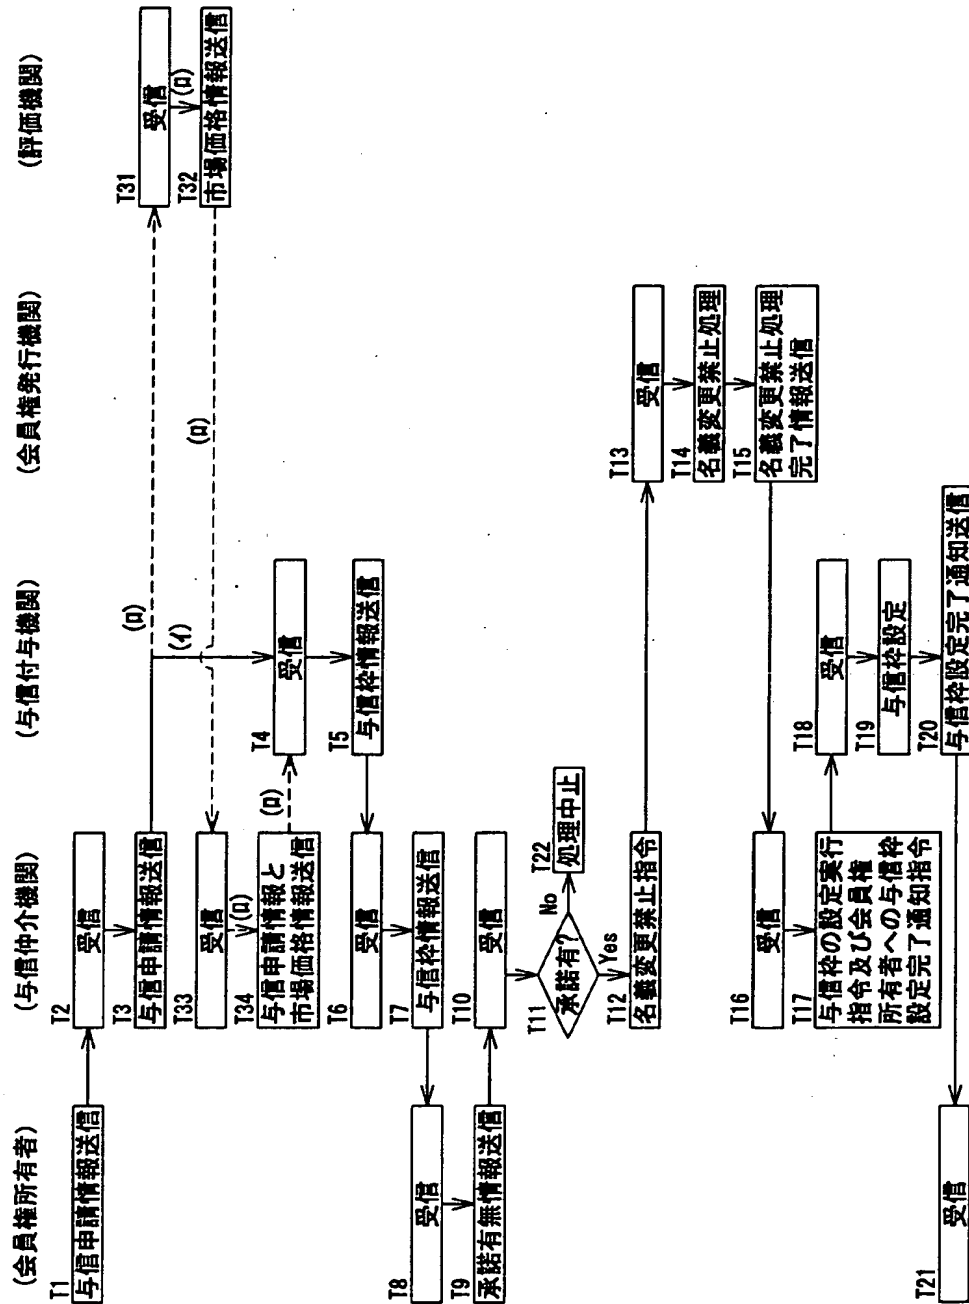 (会員権所有者)
(与信仲介機関)
(与信付与機関)
(会員権発行機関)
(評価機関)
T1
与信申請情報送信
T2
受信
T3
与信申請情報送信
(ロ)
(イ)
T31
受信
(ロ)
T32
市場価格情報送信
(ロ)
T33
受信
(ロ)
T34
与信申請情報と
市場価格情報送信
(ロ)
T4
受信
T5
与信枠情報送信
T6
受信
T7
与信枠情報送信
T8
受信
T9
承諾有無情報送信
T10
受信
T11
承諾有?
No
T22
処理中止
Yes
T12
名義変更禁止指令
T13
受信
T14
名義変更禁止処理
T15
名義変更禁止処理
完了情報送信
T16
受信
T17
与信枠の設定実行
指令及び会員権
所有者への与信枠
設定完了通知指令
T18
受信
T19
与信枠設定
T20
与信枠設定完了通知送信
T21
受信